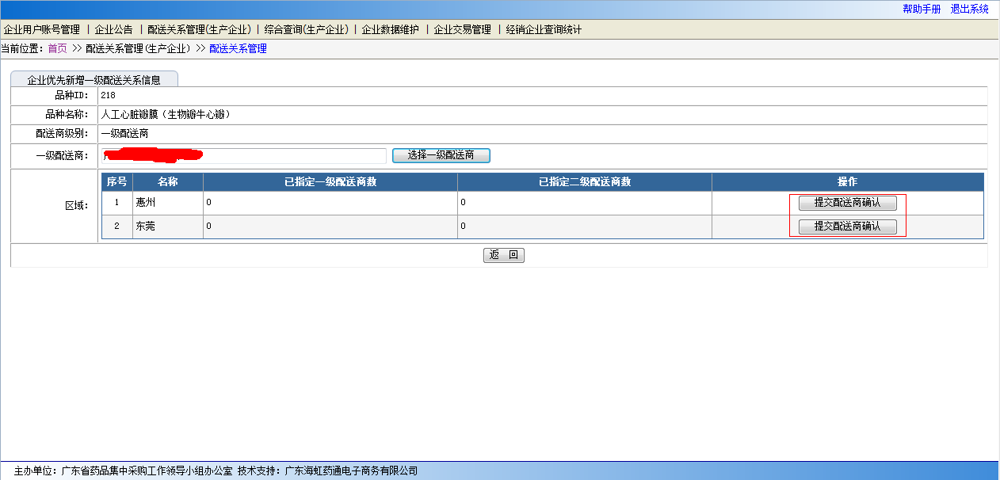 帮助手册 退出系统
企业用户账号管理 | 企业公告 | 配送关系管理(生产企业) | 综合查询(生产企业) | 企业数据维护 | 企业交易管理 | 经销企业查询统计
当前位置：首页 >> 配送关系管理(生产企业) >> 配送关系管理
企业优先新增一级配送关系信息
品种ID： 218
品种名称： 人工心脏瓣膜（生物瓣牛心瓣）
配送商级别： 一级配送商
一级配送商： 选择一级配送商
序号 名称 已指定一级配送商数 已指定二级配送商数 操作
区域：
1 惠州 0 0 提交配送商确认
2 东莞 0 0 提交配送商确认
返 回
主办单位：广东省药品集中采购工作领导小组办公室 技术支持：广东海虹药通电子商务有限公司